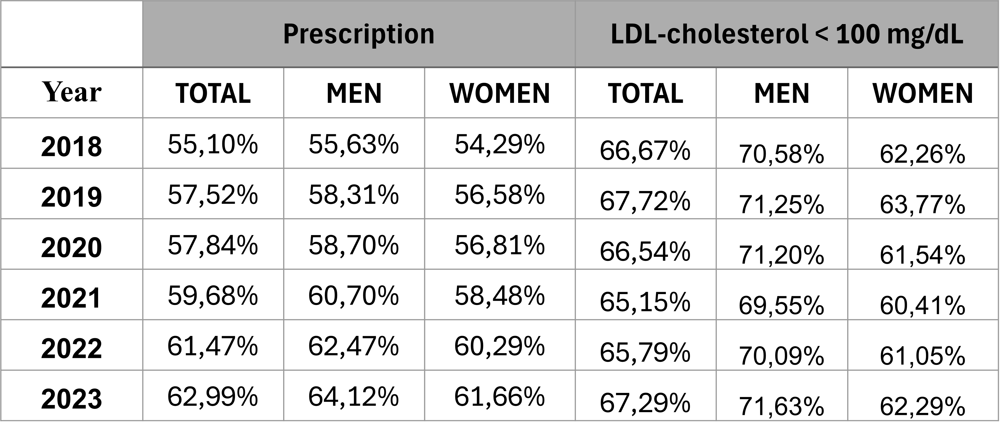 Prescription LDL-cholesterol < 100 mg/dL
Year TOTAL MEN WOMEN TOTAL MEN WOMEN
2018 55,10% 55,63% 54,29% 66,67% 70,58% 62,26%
2019 57,52% 58,31% 56,58% 67,72% 71,25% 63,77%
2020 57,84% 58,70% 56,81% 66,54% 71,20% 61,54%
2021 59,68% 60,70% 58,48% 65,15% 69,55% 60,41%
2022 61,47% 62,47% 60,29% 65,79% 70,09% 61,05%
2023 62,99% 64,12% 61,66% 67,29% 71,63% 62,29%